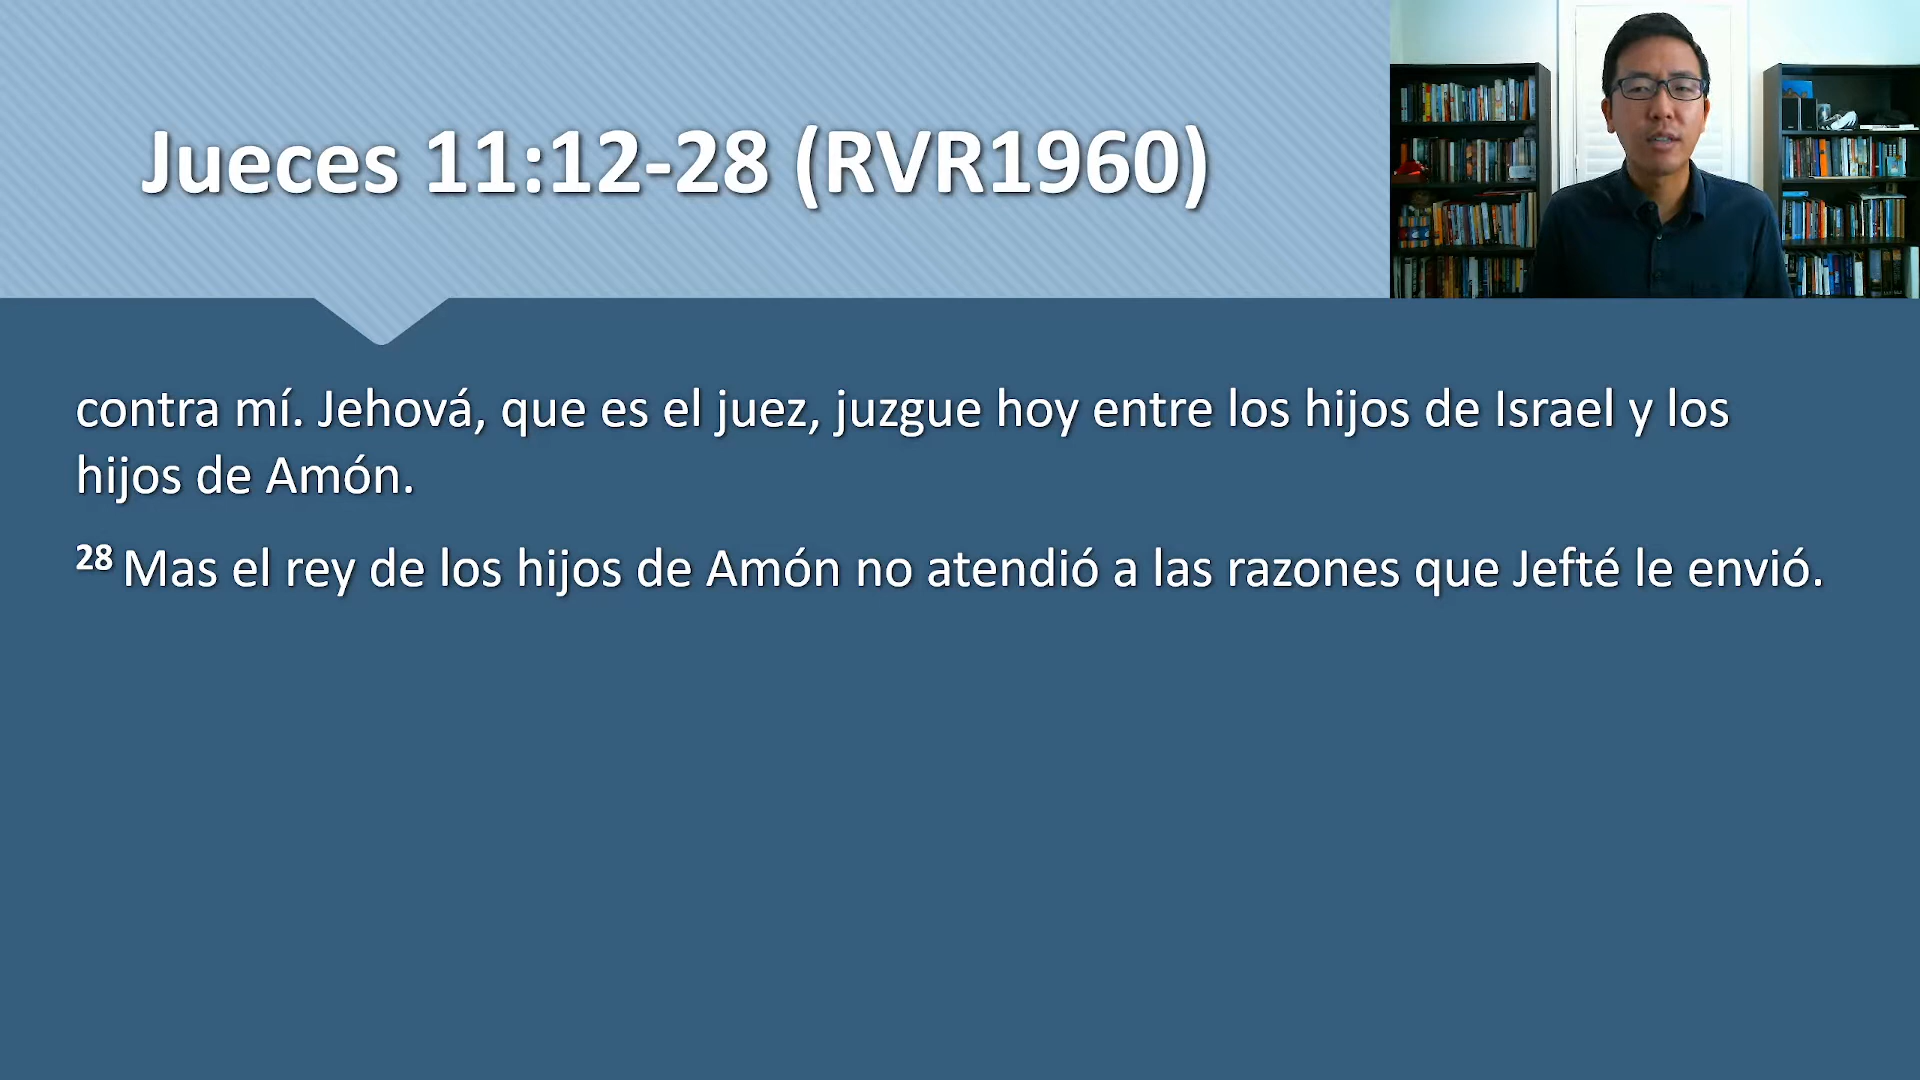 Jueces 11:12-28 (RVR1960)
contra mí. Jehová, que es el juez, juzgue hoy entre los hijos de Israel y los
hijos de Amón.
28 Mas el rey de los hijos de Amón no atendió a las razones que Jefté le envió.